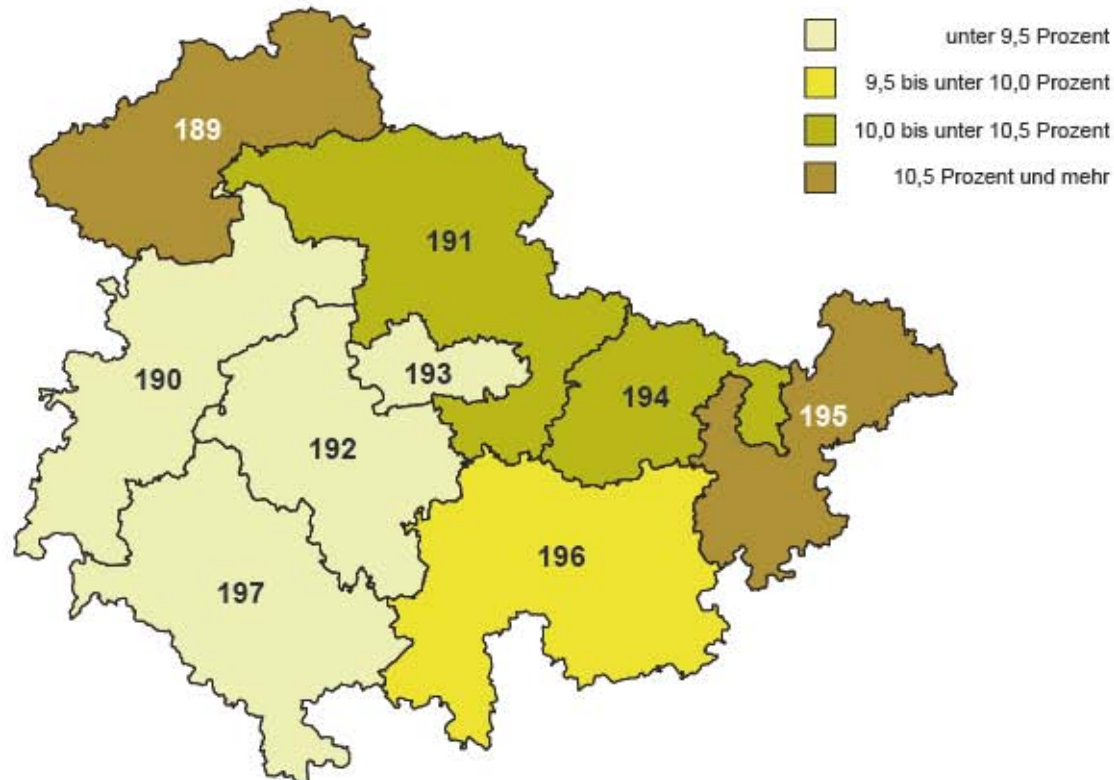 unter 9,5 Prozent
9,5 bis unter 10,0 Prozent
10,0 bis unter 10,5 Prozent
10,5 Prozent und mehr
189
191
190
193
194
195
192
196
197